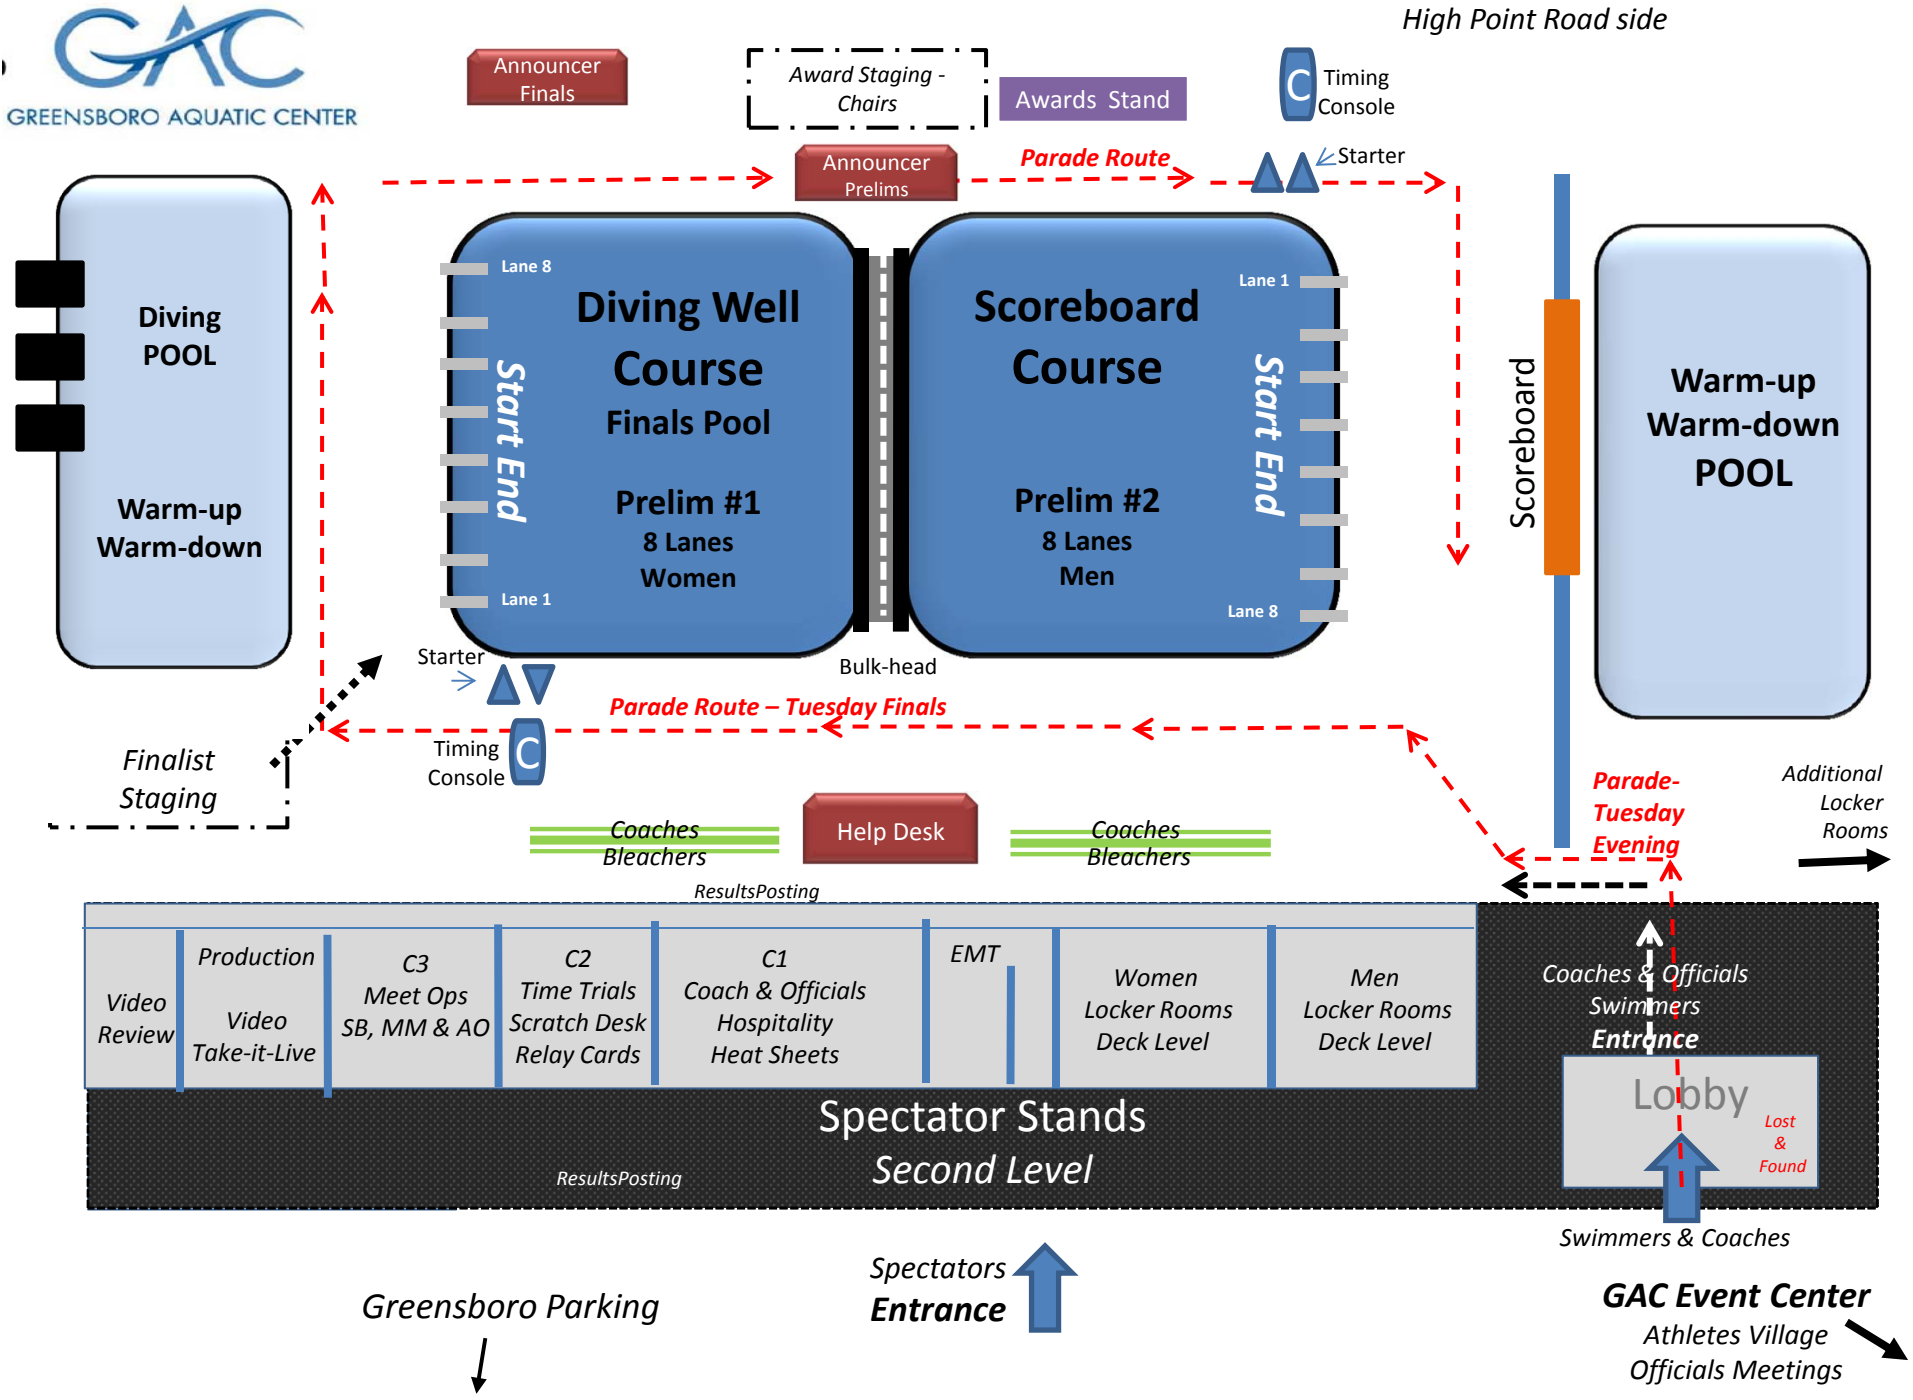 High Point Road side
GAC
GREENSBORO AQUATIC CENTER
Announcer
Finals
Award Staging -
Chairs
Awards Stand
C
Timing
Console
Announcer
Prelims
Parade Route
Starter
Diving
POOL
Warm-up
Warm-down
Lane 8
Start End
Lane 1
Diving Well
Course
Finals Pool
Prelim #1
8 Lanes
Women
Scoreboard
Course
Prelim #2
8 Lanes
Men
Lane 1
Start End
Lane 8
Scoreboard
Warm-up
Warm-down
POOL
Starter
Bulk-head
Parade Route – Tuesday Finals
Timing
Console
C
Finalist
Staging
Coaches
Bleachers
Help Desk
Coaches
Bleachers
Parade-
Tuesday
Evening
Additional
Locker
Rooms
ResultsPosting
Video
Review
Production
Video
Take-it-Live
C3
Meet Ops
SB, MM & AO
C2
Time Trials
Scratch Desk
Relay Cards
C1
Coach & Officials
Hospitality
Heat Sheets
EMT
Women
Locker Rooms
Deck Level
Men
Locker Rooms
Deck Level
Coaches & Officials
Swimmers
Entrance
Lobby
Lost
&
Found
Spectator Stands
Second Level
ResultsPosting
Swimmers & Coaches
Spectators
Entrance
Greensboro Parking
GAC Event Center
Athletes Village
Officials Meetings